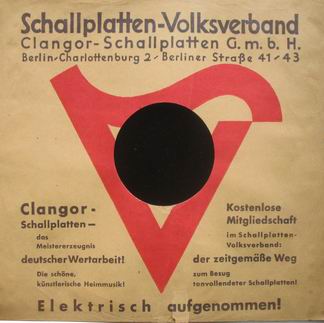 Schallplatten-Volksverband
Clangor-Schallplatten G.m.b.H.
Berlin-Charlottenburg 2-Berliner Straße 41-43
Clangor-
Schallplatten—
das
Meistererzeugnis
deutscher Wertarbeit!
Die schöne,
künstlerische Heimmusik!
Kostenlose
Mitgliedschaft
im Schallplatten-
Volksverband:
der zeitgemäße Weg
zum Bezug
tonvollendeter Schallplatten!
Elektrisch aufgenommen!